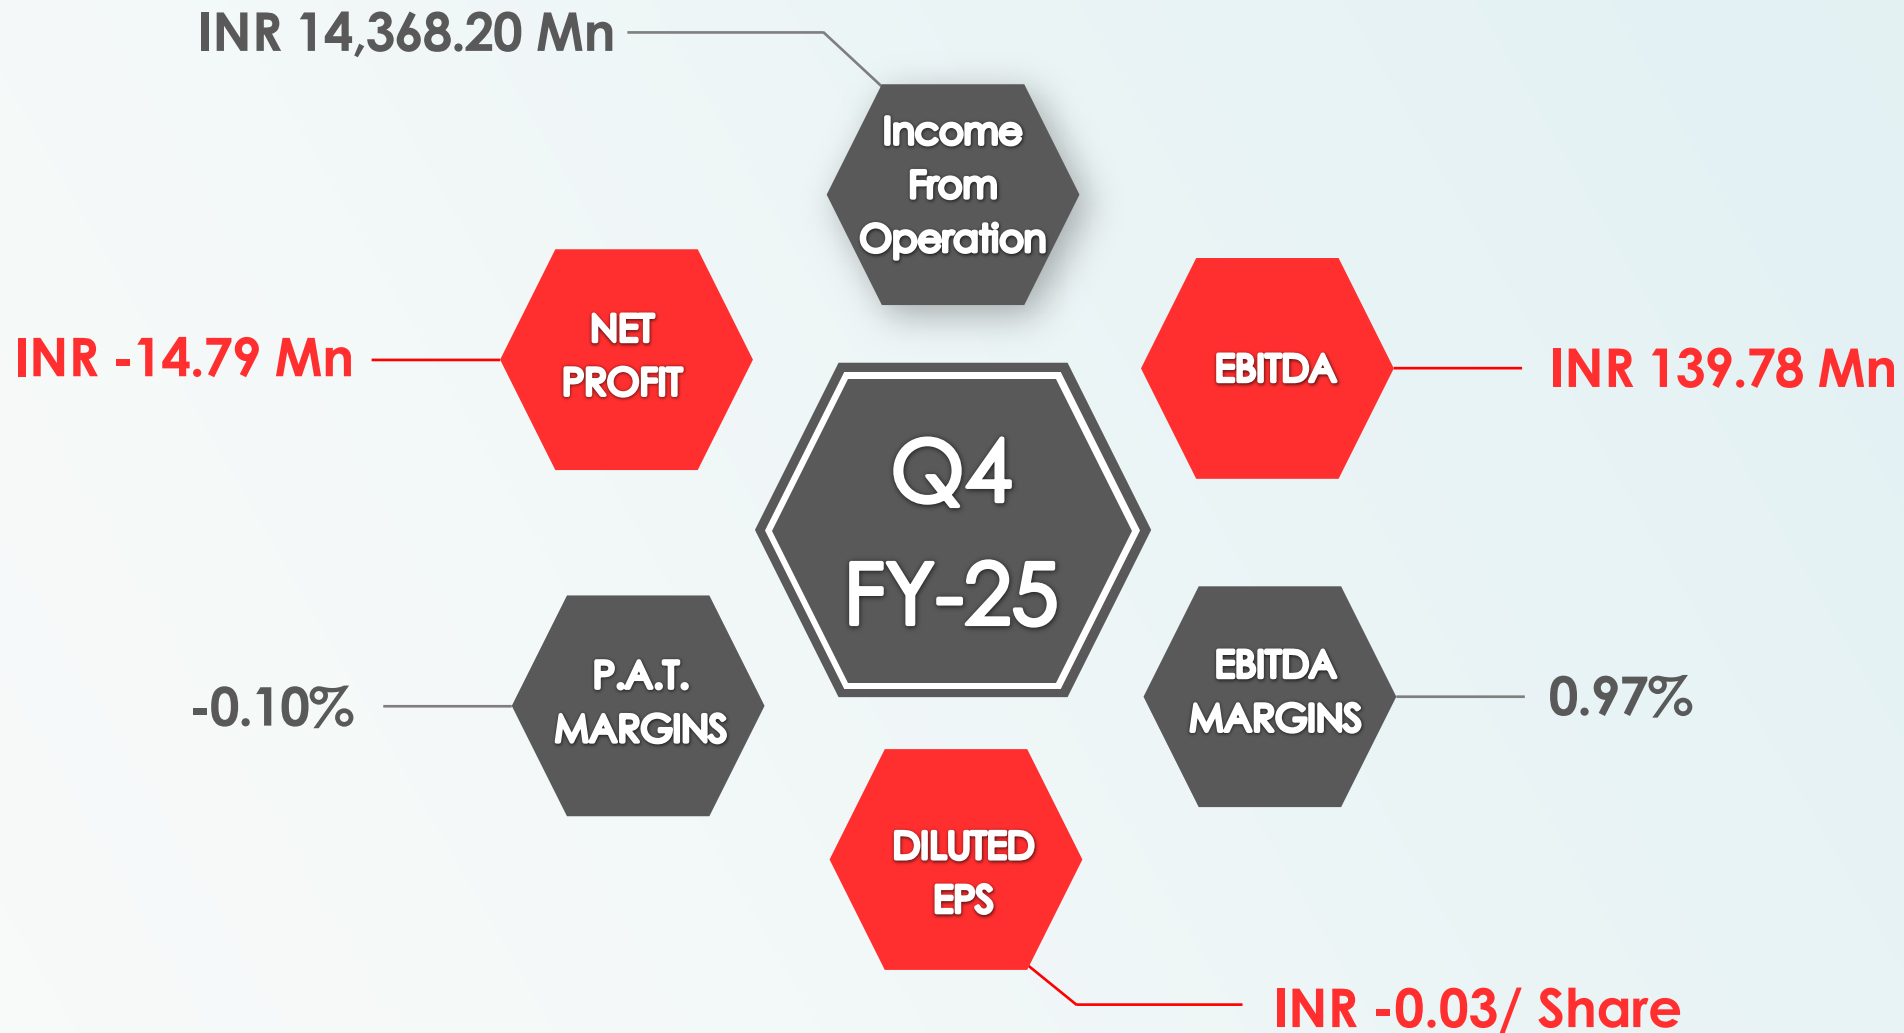 INR 14,368.20 Mn
Income
From
Operation
NET
PROFIT
INR -14.79 Mn
EBITDA
INR 139.78 Mn
Q4
FY-25
P.A.T.
MARGINS
-0.10%
EBITDA
MARGINS
0.97%
DILUTED
EPS
INR -0.03/ Share